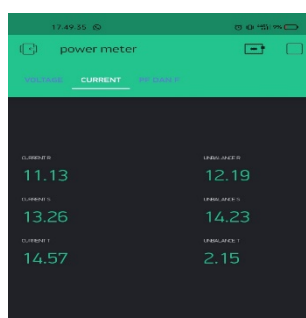 17.49.55
power meter
VOLTAGE CURRENT
CURRENT R UNBALANCE R
11.13 12.19
CURRENT S UNBALANCE S
13.26 14.23
CURRENT T UNBALANCE T
14.57 2.15